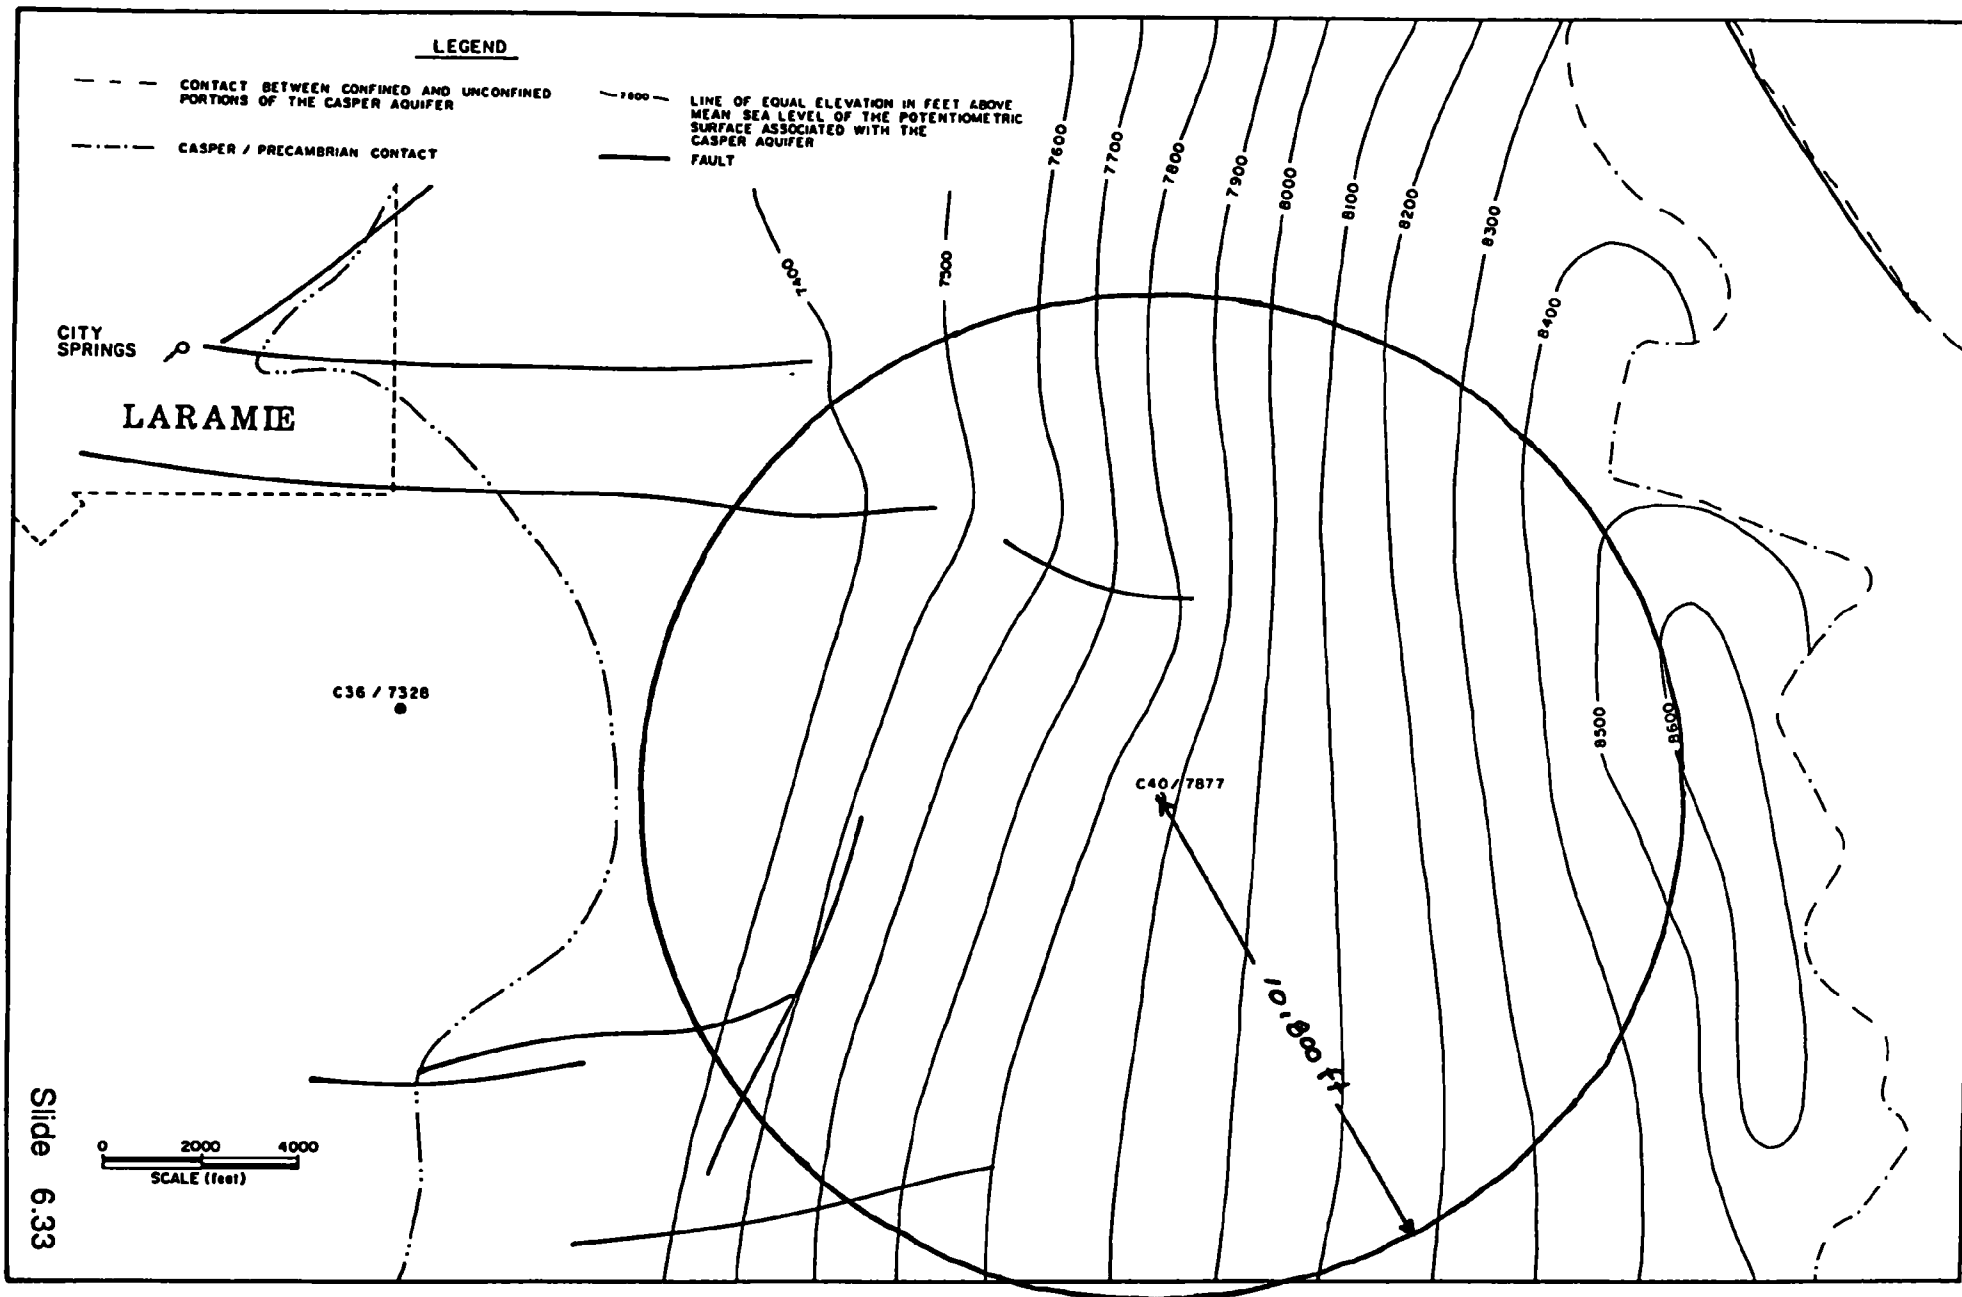 LEGEND
CONTACT BETWEEN CONFINED AND UNCONFINED
PORTIONS OF THE CASPER AQUIFER
CASPER / PRECAMBRIAN CONTACT
7600
LINE OF EQUAL ELEVATION IN FEET ABOVE
MEAN SEA LEVEL OF THE POTENTIOMETRIC
SURFACE ASSOCIATED WITH THE
CASPER AQUIFER
FAULT
7400
7500
7600
7700
7800
7900
8000
8100
8200
8300
8400
8500
8600
CITY
SPRINGS
LARAMIE
C36 / 7328
C40 / 7877
10,800 ft
0 2000 4000
SCALE (feet)
Slide 6.33